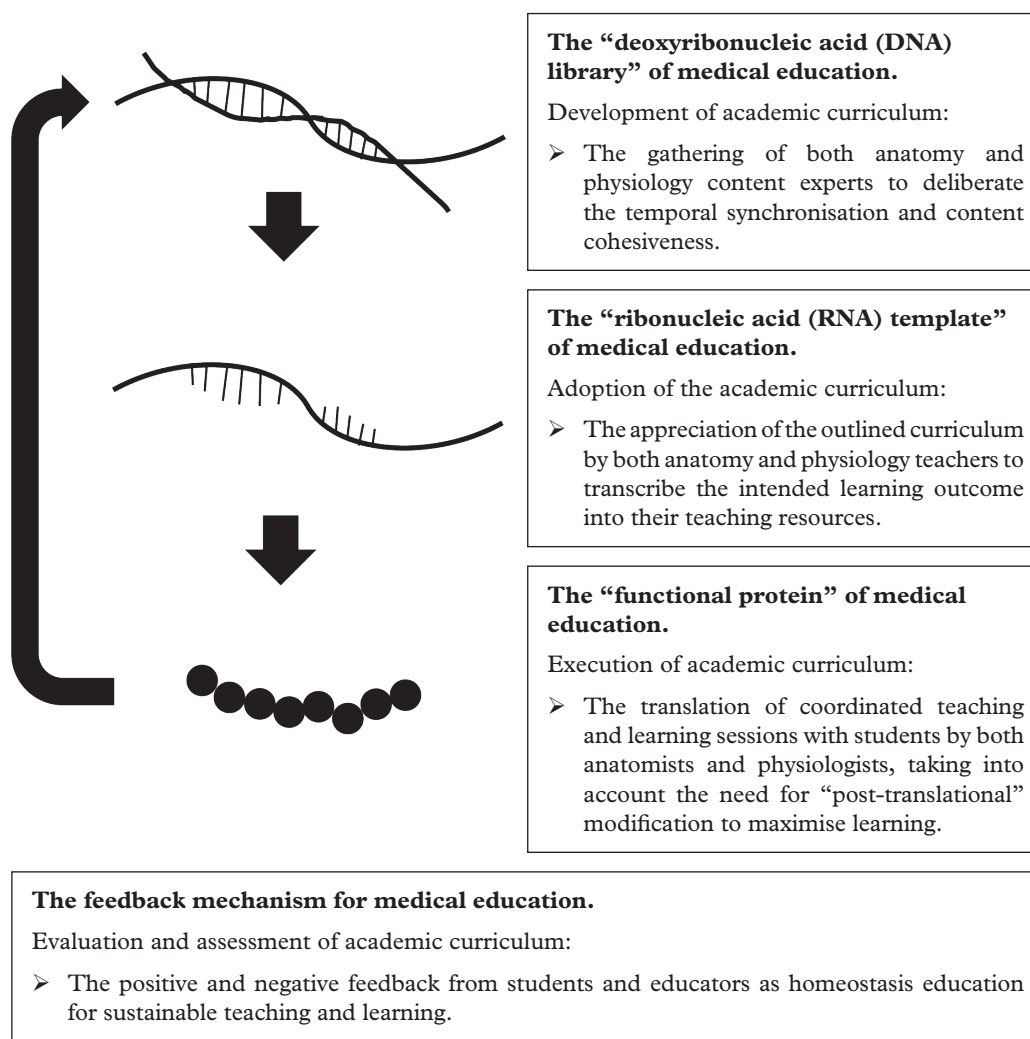 The “deoxyribonucleic acid (DNA)
library” of medical education.
Development of academic curriculum:
➢ The gathering of both anatomy and
physiology content experts to deliberate
the temporal synchronisation and content
cohesiveness.
The “ribonucleic acid (RNA) template”
of medical education.
Adoption of the academic curriculum:
➢ The appreciation of the outlined curriculum
by both anatomy and physiology teachers to
transcribe the intended learning outcome
into their teaching resources.
The “functional protein” of medical
education.
Execution of academic curriculum:
➢ The translation of coordinated teaching
and learning sessions with students by both
anatomists and physiologists, taking into
account the need for “post-translational”
modification to maximise learning.
The feedback mechanism for medical education.
Evaluation and assessment of academic curriculum:
➢ The positive and negative feedback from students and educators as homeostasis education
for sustainable teaching and learning.